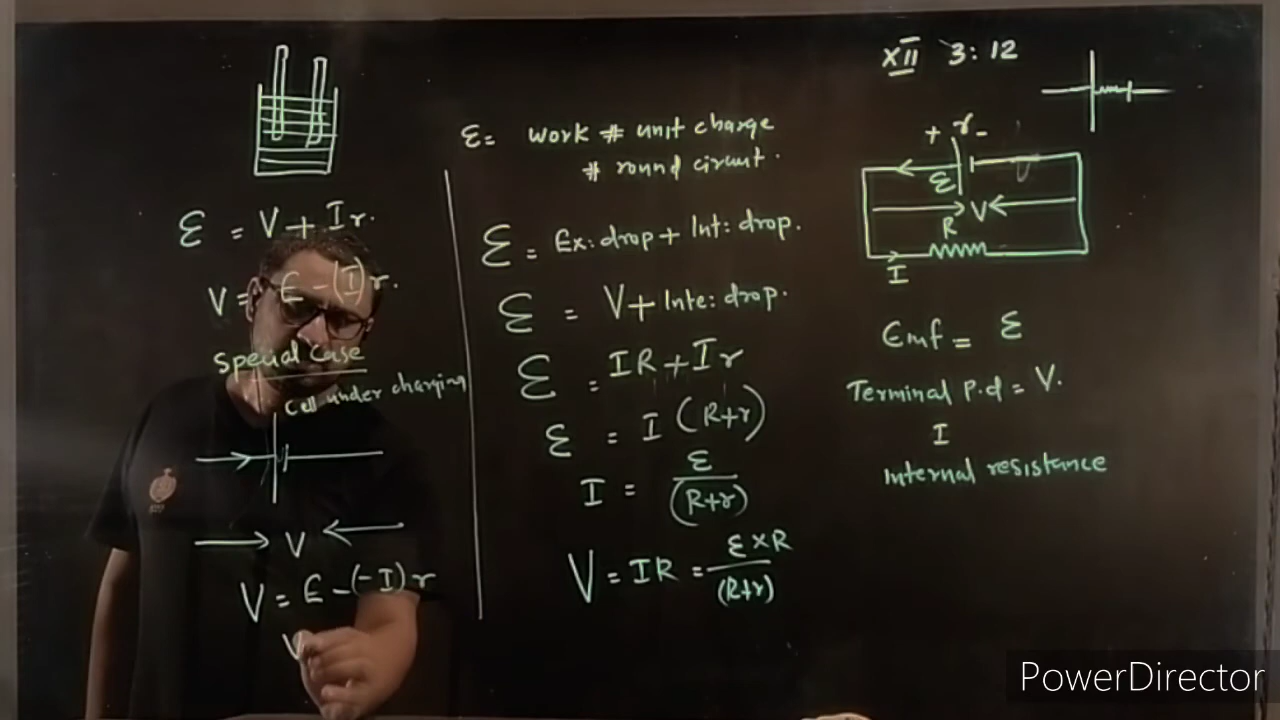 XII 3:12
ε = V + Ir.
V = E - (I)r.
Special Case
Cell under charging
V
V = E - (-I)r
V
ε = Work # unit charge
# round circuit.
ε = Ex: drop + Int: drop.
ε = V + Inte: drop.
ε = IR + Ir
ε = I (R+r)
I = ε / (R+r)
V = IR = ε×R / (R+r)
+ r -
ε
V
R
I
Emf = ε
Terminal P.d = V.
I
Internal resistance
PowerDirector